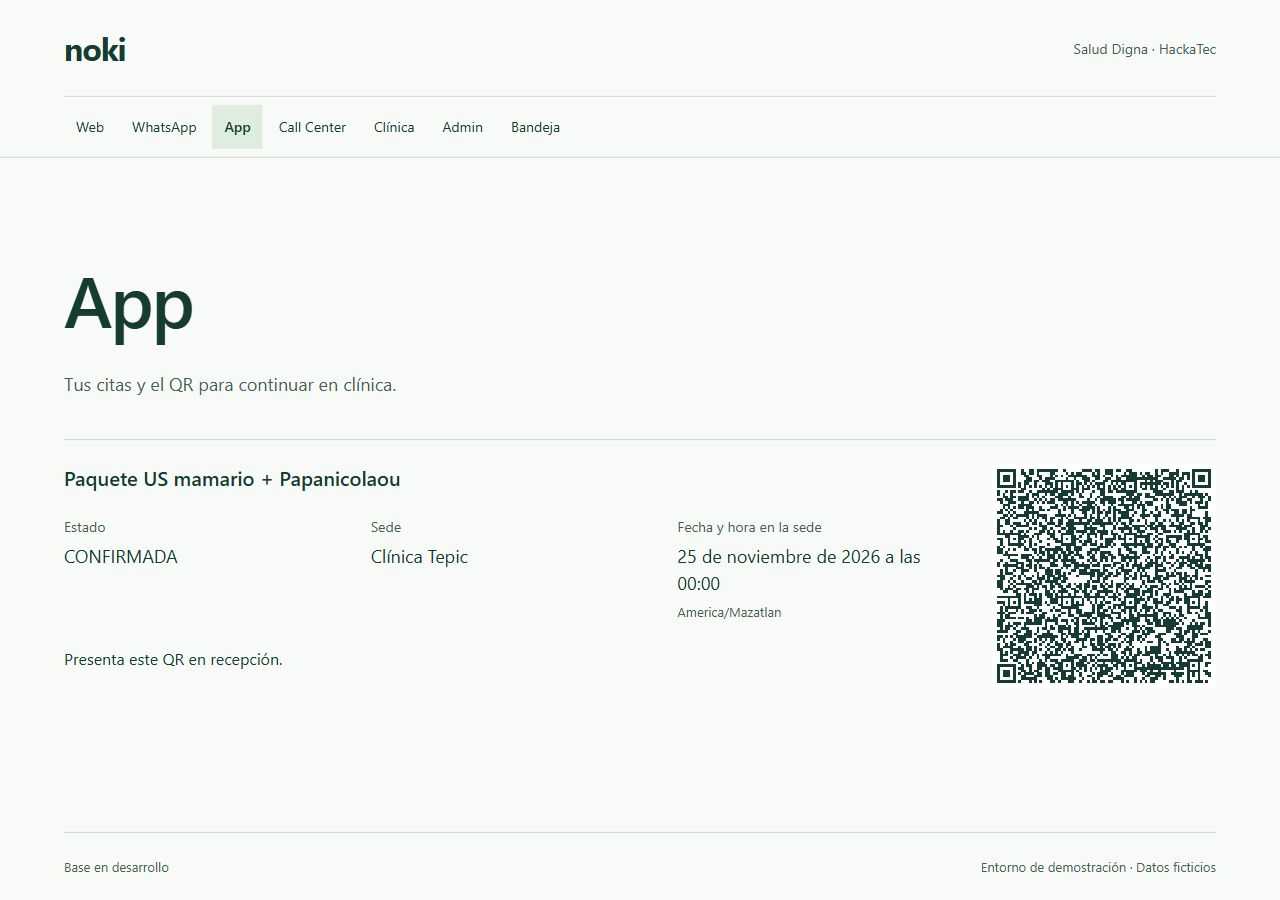 noki
Salud Digna · HackaTec
Web
WhatsApp
App
Call Center
Clínica
Admin
Bandeja
App
Tus citas y el QR para continuar en clínica.
Paquete US mamario + Papanicolaou
Estado
CONFIRMADA
Sede
Clínica Tepic
Fecha y hora en la sede
25 de noviembre de 2026 a las
00:00
America/Mazatlan
Presenta este QR en recepción.
Base en desarrollo
Entorno de demostración · Datos ficticios